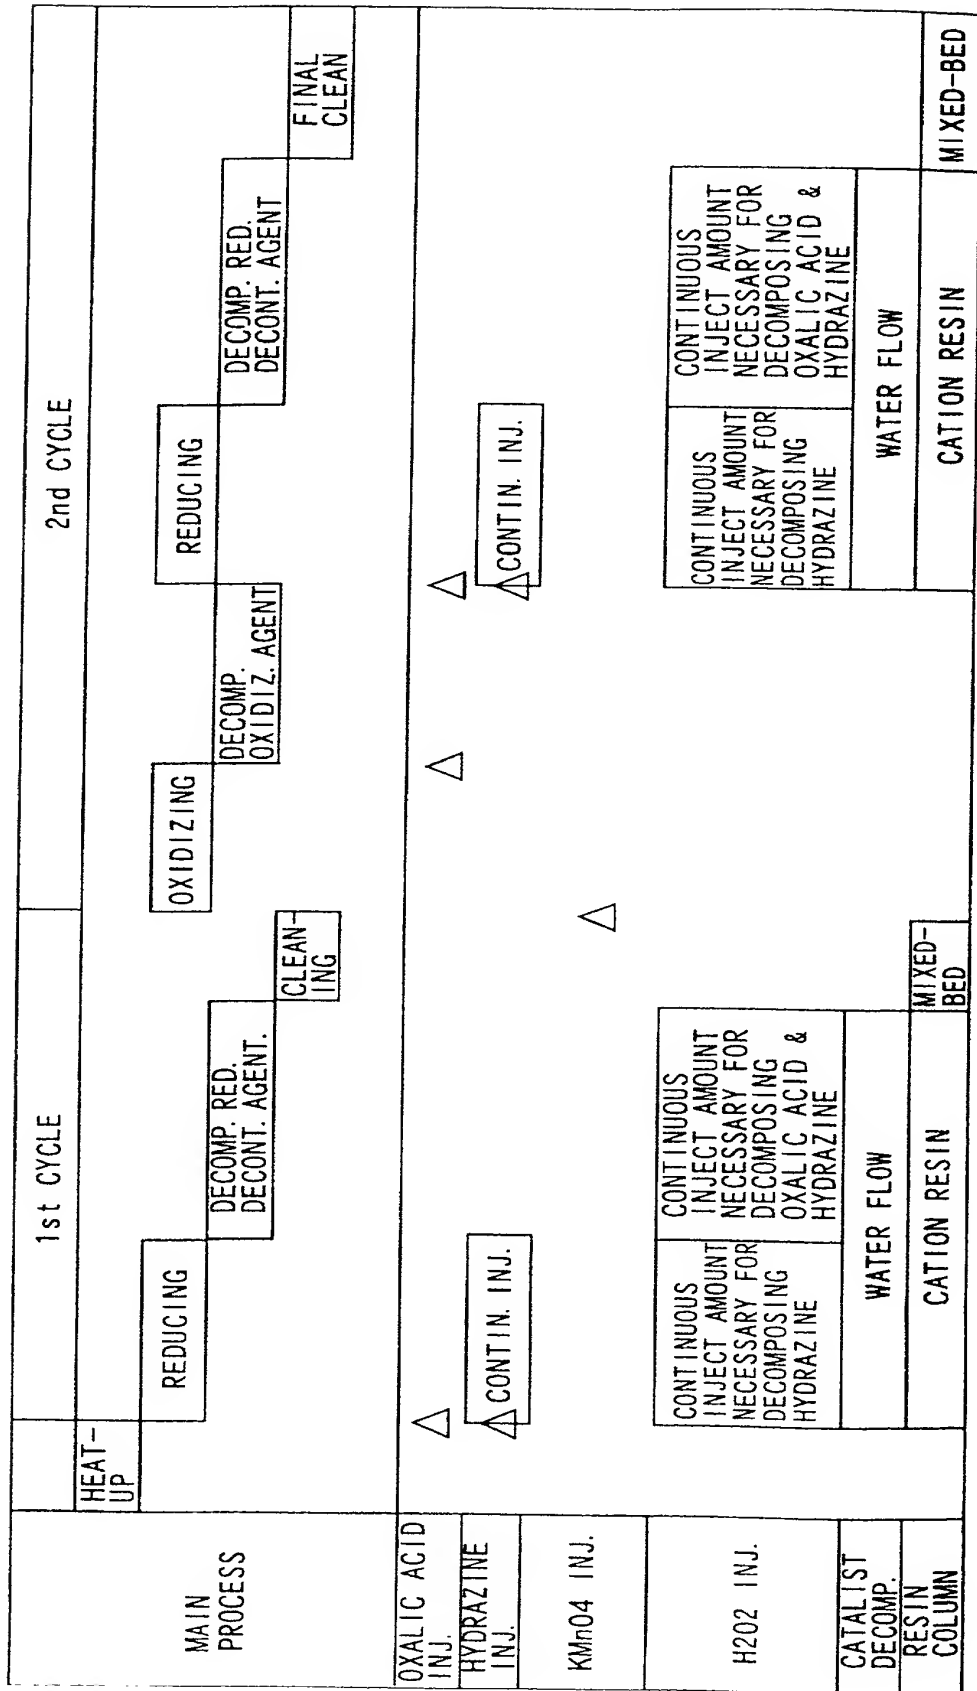 1st CYCLE
2nd CYCLE
MAIN
PROCESS
HEAT-
UP
REDUCING
DECOMP. RED.
DECONT. AGENT.
CLEAN-
ING
OXIDIZING
DECOMP.
OXIDIZ. AGENT
REDUCING
DECOMP. RED.
DECONT. AGENT
FINAL
CLEAN
OXALIC ACID
INJ.
HYDRAZINE
INJ.
CONTIN. INJ.
CONTIN. INJ.
KMnO4 INJ.
H2O2 INJ.
CONTINUOUS
INJECT AMOUNT
NECESSARY FOR
DECOMPOSING
HYDRAZINE
CONTINUOUS
INJECT AMOUNT
NECESSARY FOR
DECOMPOSING
OXALIC ACID &
HYDRAZINE
CONTINUOUS
INJECT AMOUNT
NECESSARY FOR
DECOMPOSING
HYDRAZINE
CONTINUOUS
INJECT AMOUNT
NECESSARY FOR
DECOMPOSING
OXALIC ACID &
HYDRAZINE
CATALIST
DECOMP.
WATER FLOW
WATER FLOW
RESIN
COLUMN
CATION RESIN
MIXED-
BED
CATION RESIN
MIXED-BED